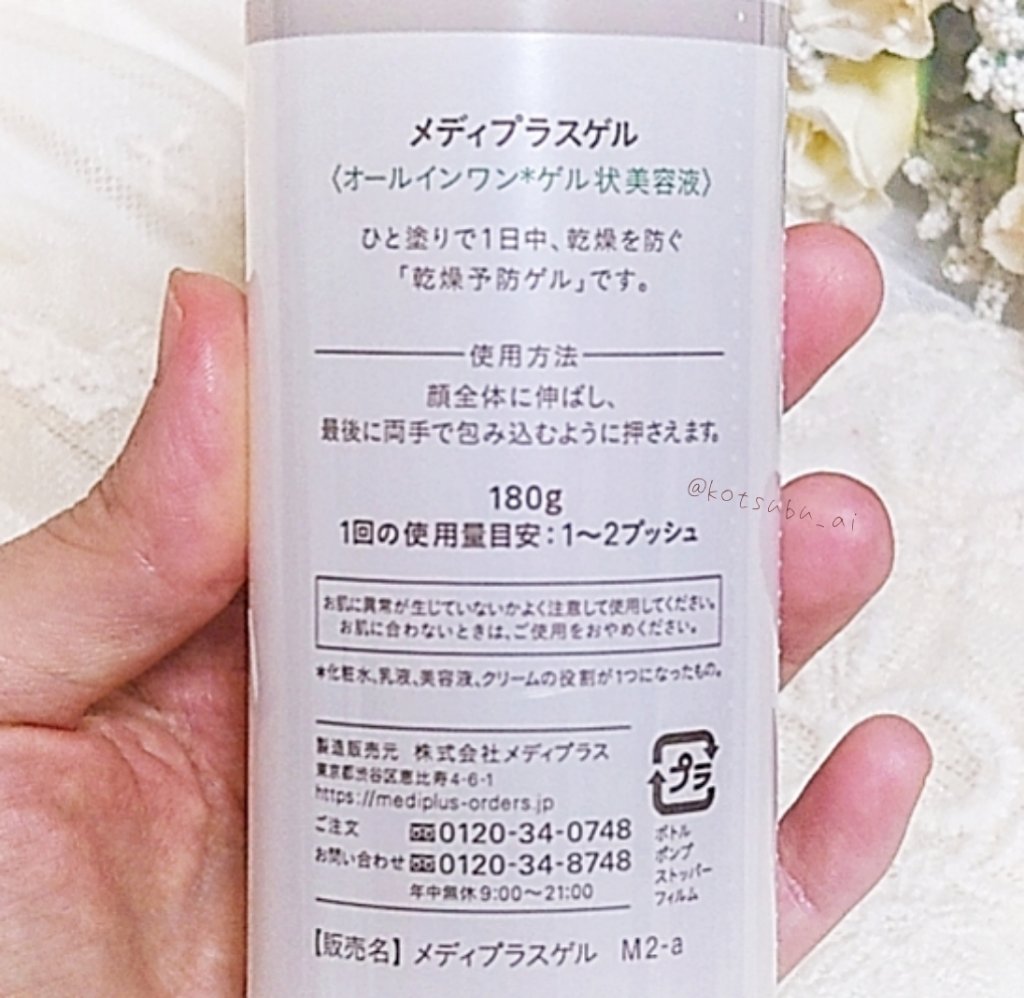 メディプラスゲル
〈オールインワン*ゲル状美容液〉
ひと塗りで1日中、乾燥を防ぐ
「乾燥予防ゲル」です。
使用方法
顔全体に伸ばし、
最後に両手で包み込むように押さえます。
180g
@kotsubu_ai
1回の使用量目安：1〜2プッシュ
お肌に異常が生じていないかよく注意して使用してください。
お肌に合わないときは、ご使用をおやめください。
*化粧水、乳液、美容液、クリームの役割が1つになったもの。
製造販売元 株式会社メディプラス
東京都渋谷区恵比寿4-6-1
https://mediplus-orders.jp
ご注文 0120-34-0748
お問い合わせ 0120-34-8748
年中無休9:00〜21:00
プラ
ボトル
ポンプ
ストッパー
フィルム
【販売名】メディプラスゲル M2-a